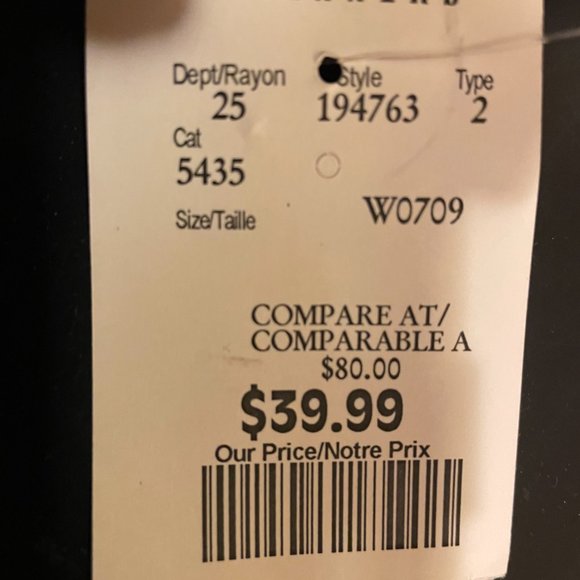 Dept/Rayon Style Type
25 194763 2
Cat
5435
Size/Taille W0709
COMPARE AT/
COMPARABLE A
$80.00
$39.99
Our Price/Notre Prix